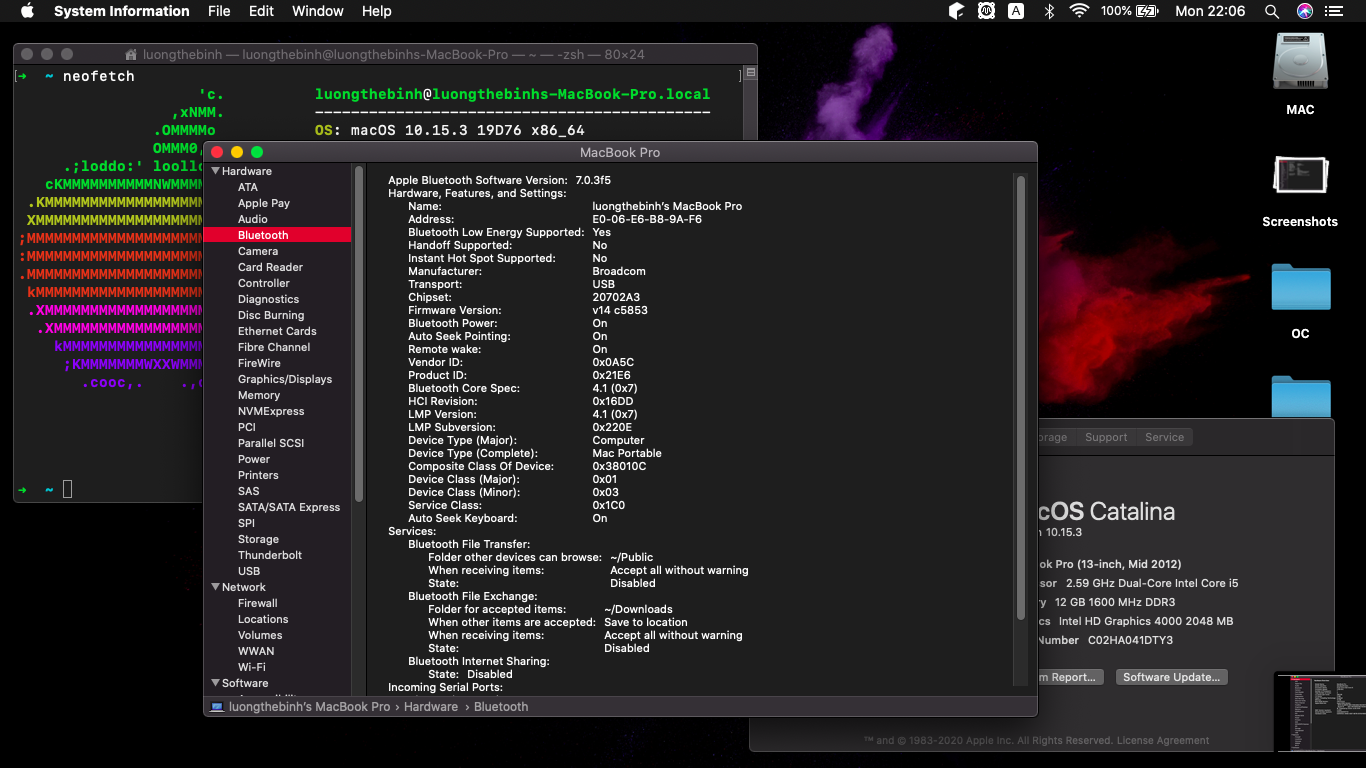 System Information File Edit Window Help
A 100% Mon 22:06
luongthebinh — luongthebinh@luongthebinhs-MacBook-Pro — ~ — -zsh — 80×24
[➜ ~ neofetch ]
'c.
,xNMM.
.OMMMMo
OMMM0,
.;loddo:' loollo
cKMMMMMMMMMMNWMMMM
.KMMMMMMMMMMMMMMMMMM
XMMMMMMMMMMMMMMMMMMM
;MMMMMMMMMMMMMMMMMMMM
:MMMMMMMMMMMMMMMMMMMM
.MMMMMMMMMMMMMMMMMMMM
kMMMMMMMMMMMMMMMMMMM
.XMMMMMMMMMMMMMMMMMM
.XMMMMMMMMMMMMMMMMM
kMMMMMMMMMMMMMMMM
;KMMMMMMMWXXWMMM
.cooc,. .,c
luongthebinh@luongthebinhs-MacBook-Pro.local
--------------------------------------------
OS: macOS 10.15.3 19D76 x86_64
➜ ~
MacBook Pro
Hardware
ATA
Apple Pay
Audio
Bluetooth
Camera
Card Reader
Controller
Diagnostics
Disc Burning
Ethernet Cards
Fibre Channel
FireWire
Graphics/Displays
Memory
NVMExpress
PCI
Parallel SCSI
Power
Printers
SAS
SATA/SATA Express
SPI
Storage
Thunderbolt
USB
Network
Firewall
Locations
Volumes
WWAN
Wi-Fi
Software
Apple Bluetooth Software Version: 7.0.3f5
Hardware, Features, and Settings:
Name: luongthebinh’s MacBook Pro
Address: E0-06-E6-B8-9A-F6
Bluetooth Low Energy Supported: Yes
Handoff Supported: No
Instant Hot Spot Supported: No
Manufacturer: Broadcom
Transport: USB
Chipset: 20702A3
Firmware Version: v14 c5853
Bluetooth Power: On
Auto Seek Pointing: On
Remote wake: On
Vendor ID: 0x0A5C
Product ID: 0x21E6
Bluetooth Core Spec: 4.1 (0x7)
HCI Revision: 0x16DD
LMP Version: 4.1 (0x7)
LMP Subversion: 0x220E
Device Type (Major): Computer
Device Type (Complete): Mac Portable
Composite Class Of Device: 0x38010C
Device Class (Major): 0x01
Device Class (Minor): 0x03
Service Class: 0x1C0
Auto Seek Keyboard: On
Services:
Bluetooth File Transfer:
Folder other devices can browse: ~/Public
When receiving items: Accept all without warning
State: Disabled
Bluetooth File Exchange:
Folder for accepted items: ~/Downloads
When other items are accepted: Save to location
When receiving items: Accept all without warning
State: Disabled
Bluetooth Internet Sharing:
State: Disabled
Incoming Serial Ports:
luongthebinh’s MacBook Pro › Hardware › Bluetooth
MAC
Screenshots
OC
orage Support Service
cOS Catalina
n 10.15.3
ok Pro (13-inch, Mid 2012)
sor 2.59 GHz Dual-Core Intel Core i5
ry 12 GB 1600 MHz DDR3
cs Intel HD Graphics 4000 2048 MB
Number C02HA041DTY3
m Report... Software Update...
™ and © 1983-2020 Apple Inc. All Rights Reserved. License Agreement